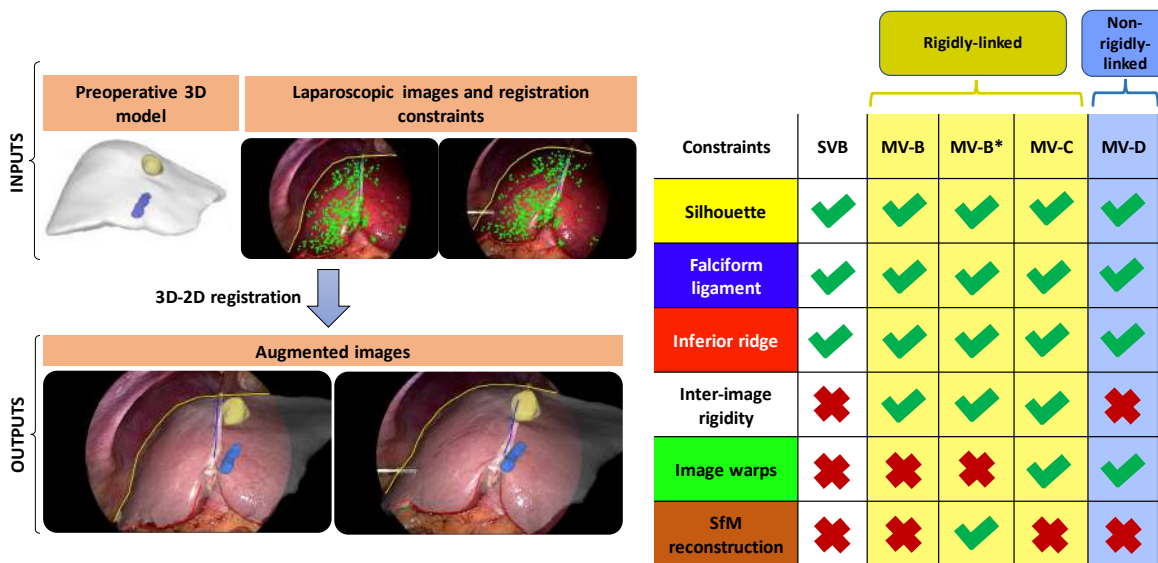 INPUTS
Preoperative 3D
model
Laparoscopic images and registration
constraints
3D-2D registration
OUTPUTS
Augmented images
Rigidly-linked
Non-
rigidly-
linked
Constraints SVB MV-B MV-B* MV-C MV-D
Silhouette
Falciform
ligament
Inferior ridge
Inter-image
rigidity
Image warps
SfM
reconstruction